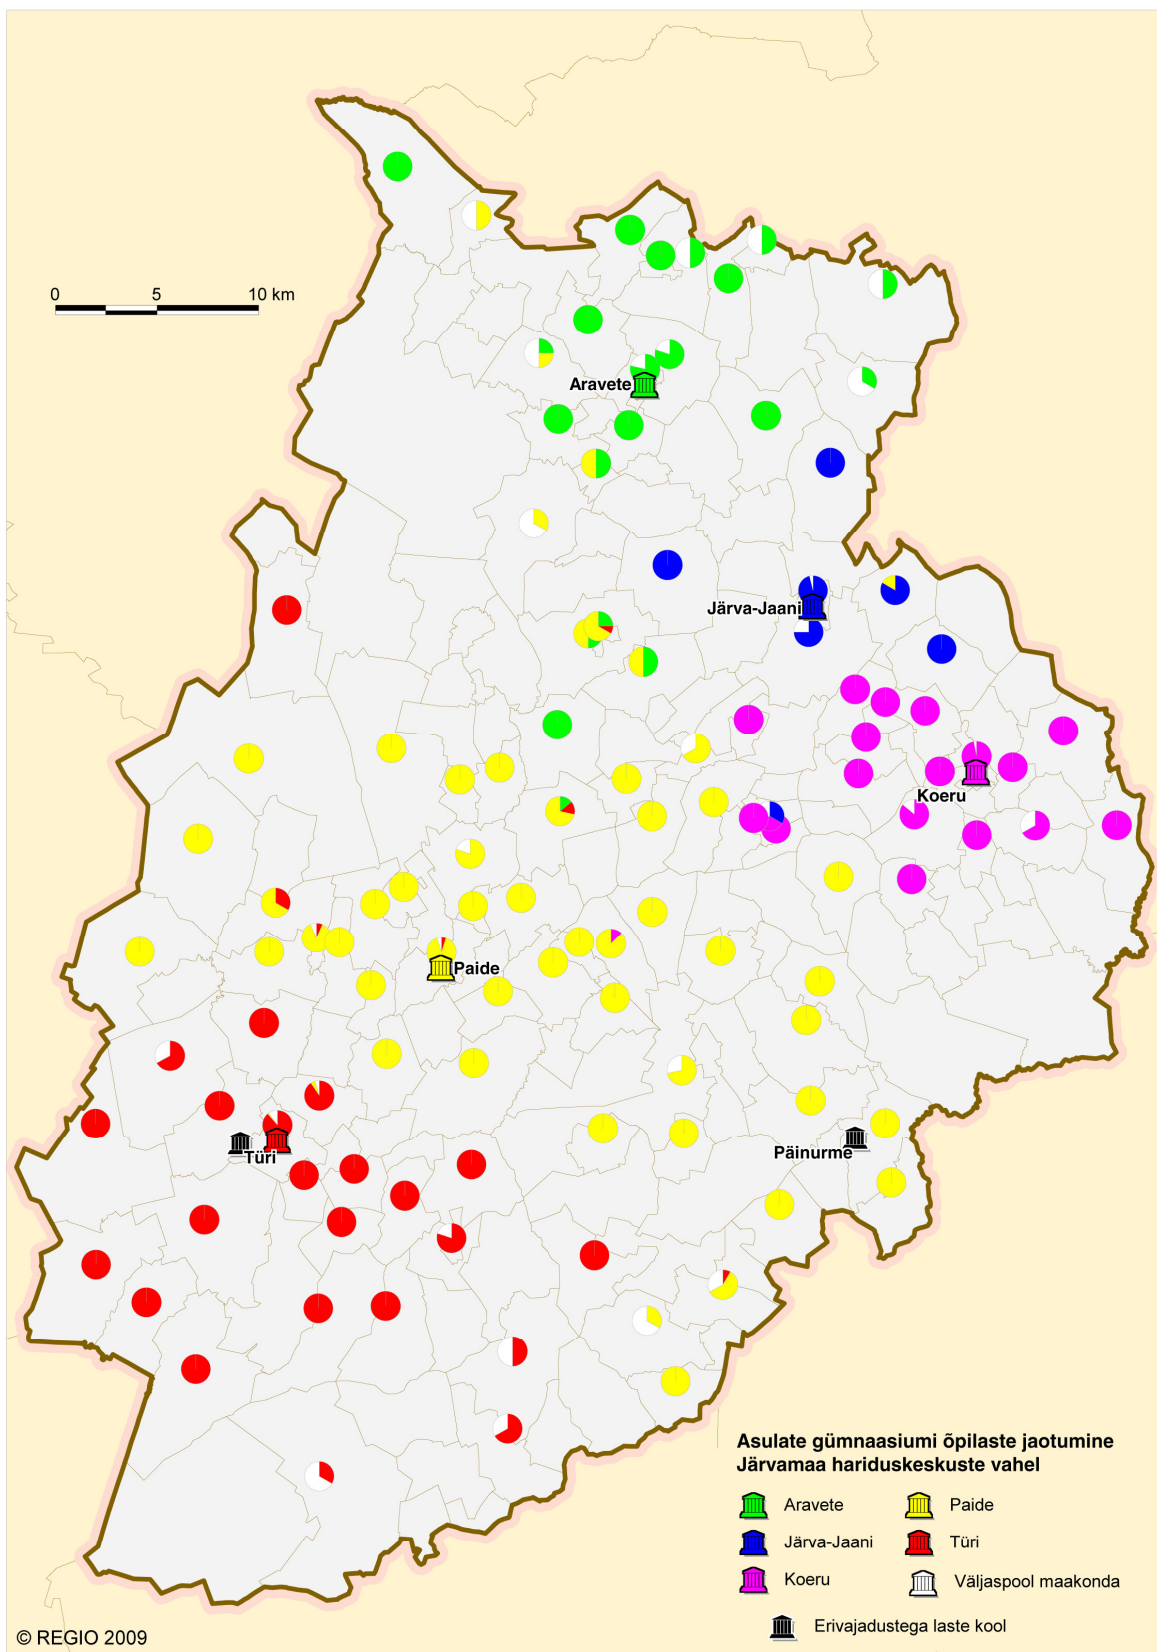 0 5 10 km
Aravete
Järva-Jaani
Koeru
Paide
Türi
Päinurme
Asulate gümnaasiumi õpilaste jaotumine
Järvamaa hariduskeskuste vahel
Aravete Paide
Järva-Jaani Türi
Koeru Väljaspool maakonda
Erivajadustega laste kool
© REGIO 2009